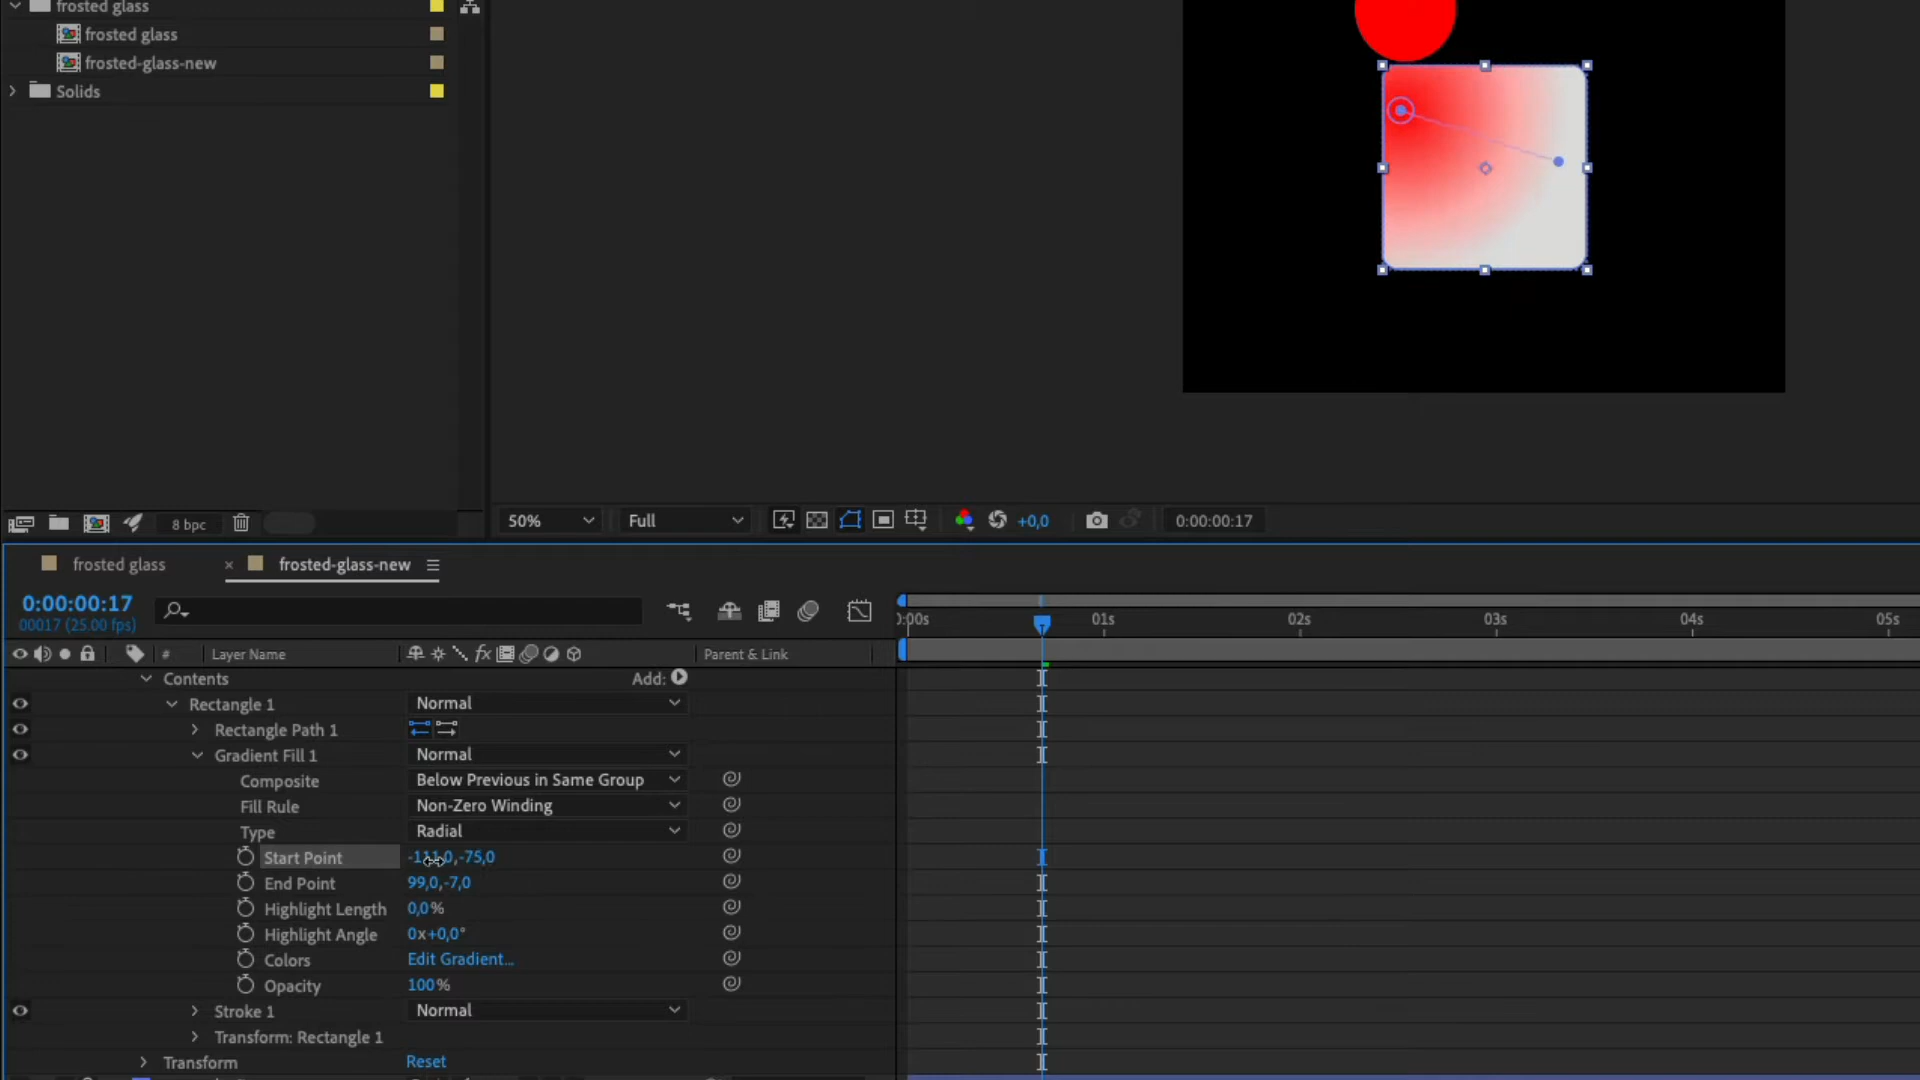 frosted glass
frosted glass
frosted-glass-new
Solids
8 bpc
50%
Full
+0,0
0:00:00:17
frosted glass
× frosted-glass-new
0:00:00:17
00017 (25.00 fps)
:00s
01s
02s
03s
04s
05s
#
Layer Name
fx
Parent & Link
Contents
Add:
Rectangle 1
Normal
Rectangle Path 1
Gradient Fill 1
Normal
Composite
Below Previous in Same Group
Fill Rule
Non-Zero Winding
Type
Radial
Start Point
,-75,0
End Point
99,0,-7,0
Highlight Length
0,0%
Highlight Angle
0x+0,0°
Colors
Edit Gradient...
Opacity
100%
Stroke 1
Normal
Transform: Rectangle 1
Transform
Reset